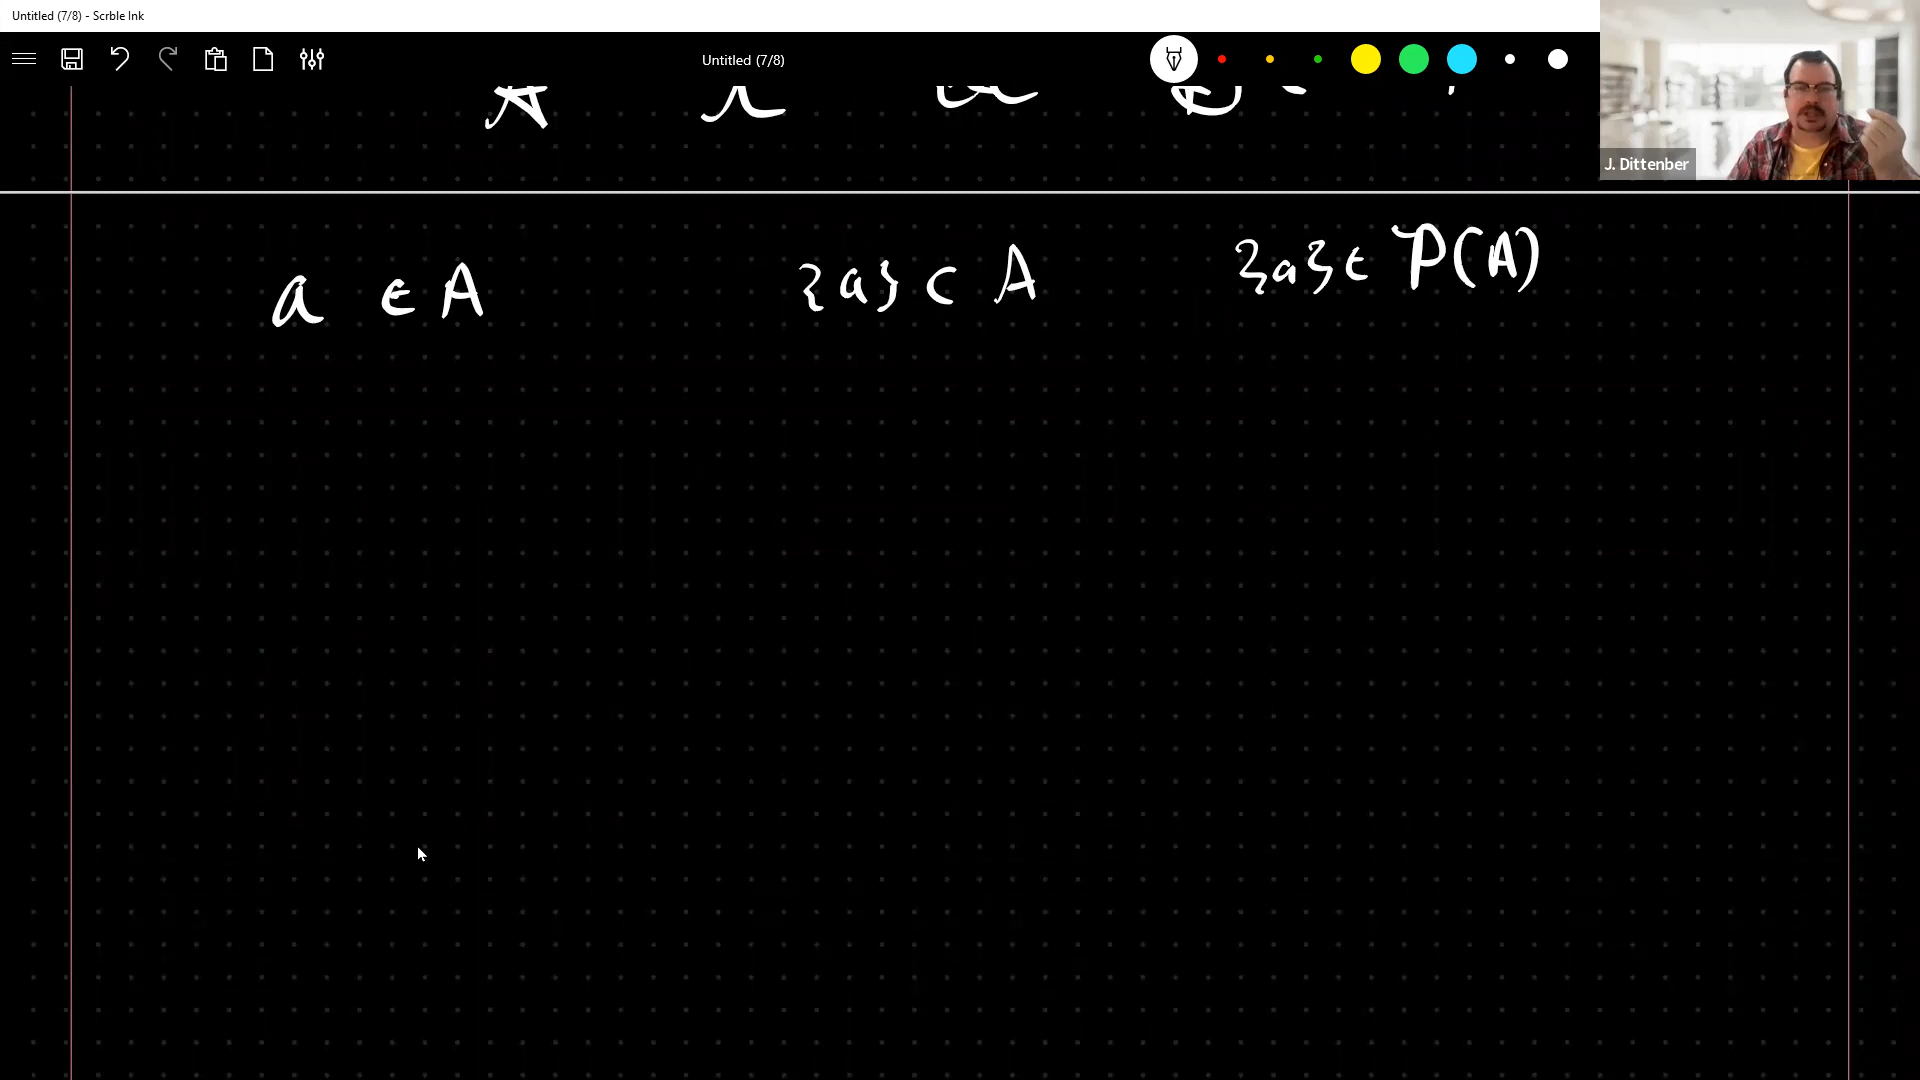 Untitled (7/8) - Scrble Ink
Untitled (7/8)
J. Dittenber
a ∈ A {a} ⊂ A {a} ∈ P(A)